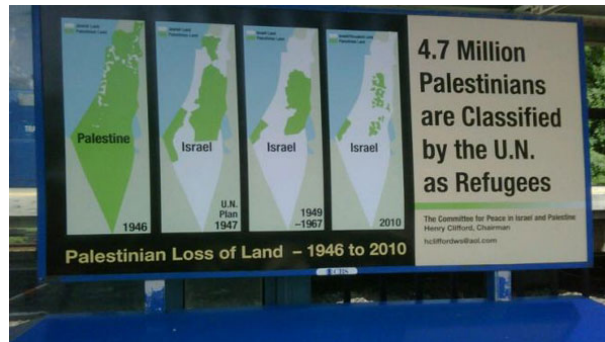 Palestine
1946
Israel
U.N.
Plan
1947
Israel
1949
–1967
Israel
2010
Palestinian Loss of Land – 1946 to 2010
4.7 Million
Palestinians
are Classified
by the U.N.
as Refugees
The Committee for Peace in Israel and Palestine
Henry Clifford, Chairman
hcliffordws@aol.com